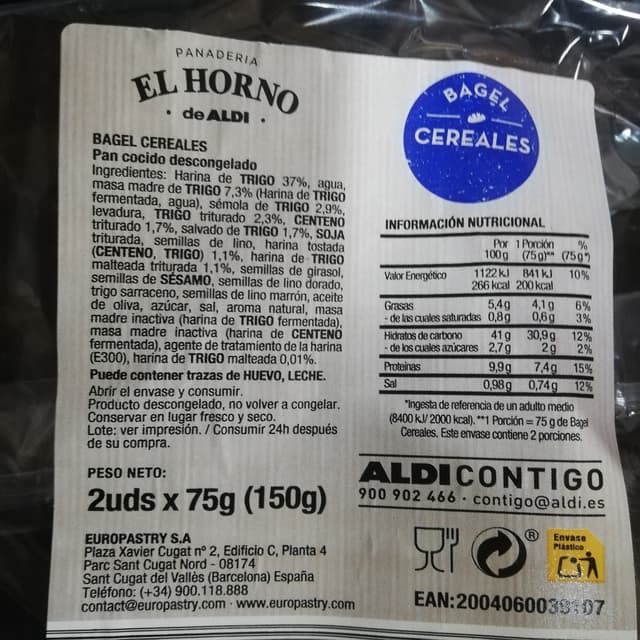 PANADERIA
EL HORNO
· de ALDI ·
BAGEL CEREALES
Pan cocido descongelado
Ingredientes: Harina de TRIGO 37%, agua,
masa madre de TRIGO 7,3% (Harina de TRIGO
fermentada, agua), sémola de TRIGO 2,9%,
levadura, TRIGO triturado 2,3%, CENTENO
triturado 1,7%, salvado de TRIGO 1,7%, SOJA
triturada, semillas de lino, harina tostada
(CENTENO, TRIGO) 1,1%, harina de TRIGO
malteada triturada 1,1%, semillas de girasol,
semillas de SÉSAMO, semillas de lino dorado,
trigo sarraceno, semillas de lino marrón, aceite
de oliva, azúcar, sal, aroma natural, masa
madre inactiva (harina de TRIGO fermentada),
masa madre inactiva (harina de CENTENO
fermentada), agente de tratamiento de la harina
(E300), harina de TRIGO malteada 0,01%.
Puede contener trazas de HUEVO, LECHE.
Abrir el envase y consumir.
Producto descongelado, no volver a congelar.
Conservar en lugar fresco y seco.
Lote: ver impresión. / Consumir 24h después
de su compra.
PESO NETO:
2uds x 75g (150g)
EUROPASTRY S.A
Plaza Xavier Cugat nº 2, Edificio C, Planta 4
Parc Sant Cugat Nord - 08174
Sant Cugat del Vallès (Barcelona) España
Teléfono: (+34) 900.118.888
contact@europastry.com · www.europastry.com
BAGEL
CEREALES
INFORMACIÓN NUTRICIONAL
Por 1 Porción %
100g (75g)** (75g*)
Valor Energético 1122 kJ 841 kJ 10%
266 kcal 200 kcal
Grasas 5,4g 4,1g 6%
- de las cuales saturadas 0,8g 0,6g 3%
Hidratos de carbono 41g 30,9g 12%
- de los cuales azúcares 2,7g 2g 2%
Proteínas 9,9g 7,4g 15%
Sal 0,98g 0,74g 12%
*Ingesta de referencia de un adulto medio
(8400 kJ/ 2000 kcal). **1 Porción = 75 g de Bagel
Cereales. Este envase contiene 2 porciones.
ALDI CONTIGO
900 902 466 · contigo@aldi.es
®
Envase
Plástico